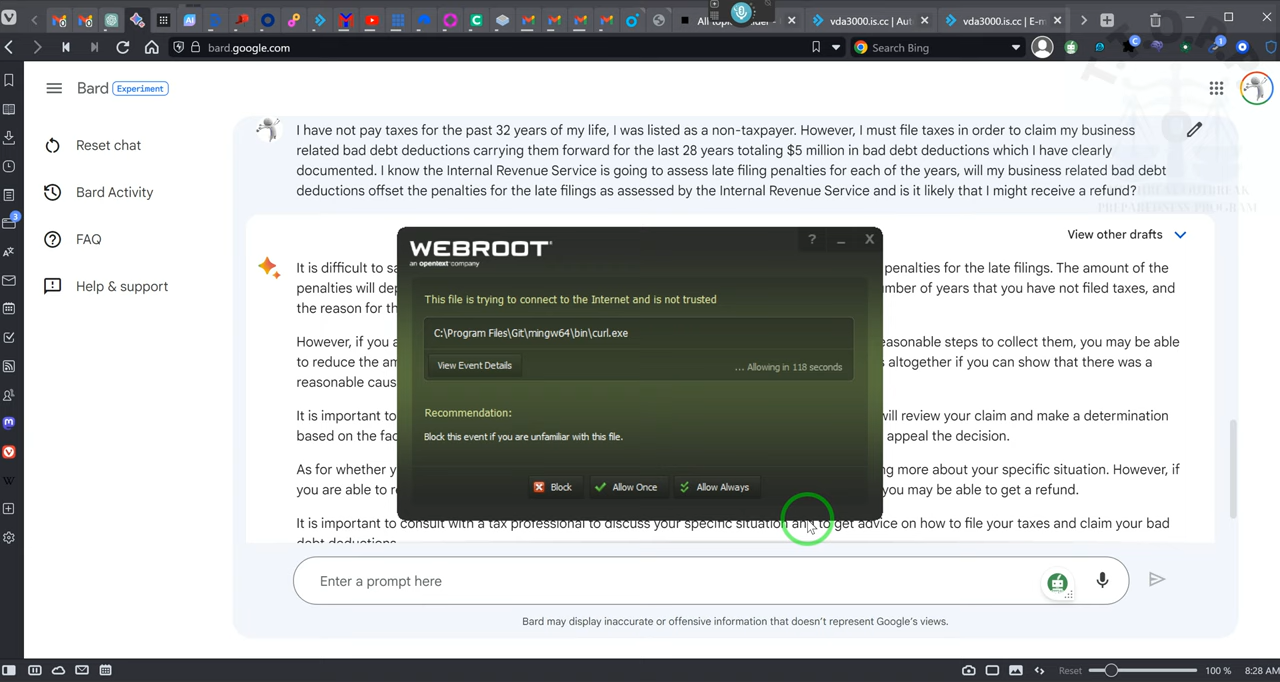 All to
vda3000.is.cc | Aut
vda3000.is.cc | E-m
bard.google.com
Search Bing
Bard Experiment
Reset chat
Bard Activity
FAQ
Help & support
I have not pay taxes for the past 32 years of my life, I was listed as a non-taxpayer. However, I must file taxes in order to claim my business
related bad debt deductions carrying them forward for the last 28 years totaling $5 million in bad debt deductions which I have clearly
documented. I know the Internal Revenue Service is going to assess late filing penalties for each of the years, will my business related bad debt
deductions offset the penalties for the late filings as assessed by the Internal Revenue Service and is it likely that I might receive a refund?
View other drafts
It is difficult to sa penalties for the late filings. The amount of the
penalties will dep mber of years that you have not filed taxes, and
the reason for th
However, if you a easonable steps to collect them, you may be able
to reduce the am s altogether if you can show that there was a
reasonable caus
It is important to will review your claim and make a determination
based on the fac appeal the decision.
As for whether y ng more about your specific situation. However, if
you are able to r you may be able to get a refund.
It is important to consult with a tax professional to discuss your specific situation and to get advice on how to file your taxes and claim your bad
debt deductions.
WEBROOT
an opentext company
? – X
This file is trying to connect to the Internet and is not trusted
C:\Program Files\Git\mingw64\bin\curl.exe
View Event Details
... Allowing in 118 seconds
Recommendation:
Block this event if you are unfamiliar with this file.
Block
Allow Once
Allow Always
Enter a prompt here
Bard may display inaccurate or offensive information that doesn't represent Google's views.
Reset
100 %
8:28 AM